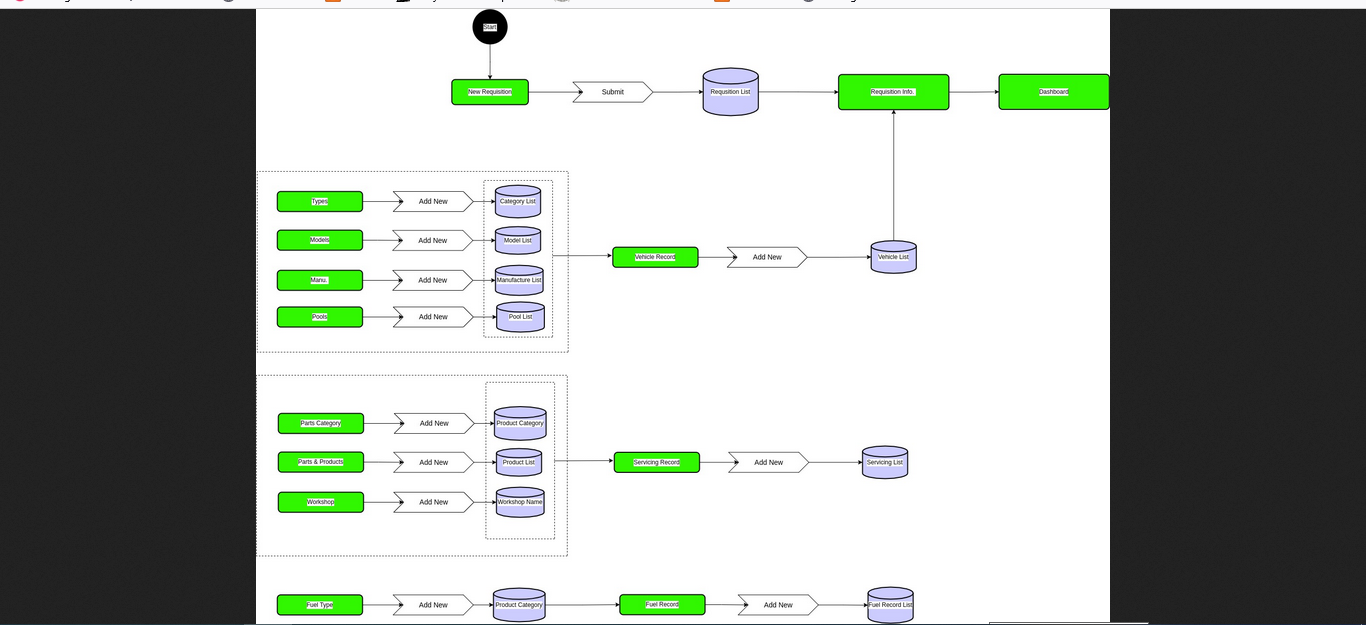 Start
New Requisition
Submit
Requsition List
Requisition Info.
Dashboard
Types
Add New
Category List
Models
Add New
Model List
Manu.
Add New
Manufacture List
Pools
Add New
Pool List
Vehicle Record
Add New
Vehicle List
Parts Category
Add New
Product Category
Parts & Products
Add New
Product List
Workshop
Add New
Workshop Name
Servicing Record
Add New
Servicing List
Fuel Type
Add New
Product Category
Fuel Record
Add New
Fuel Record List